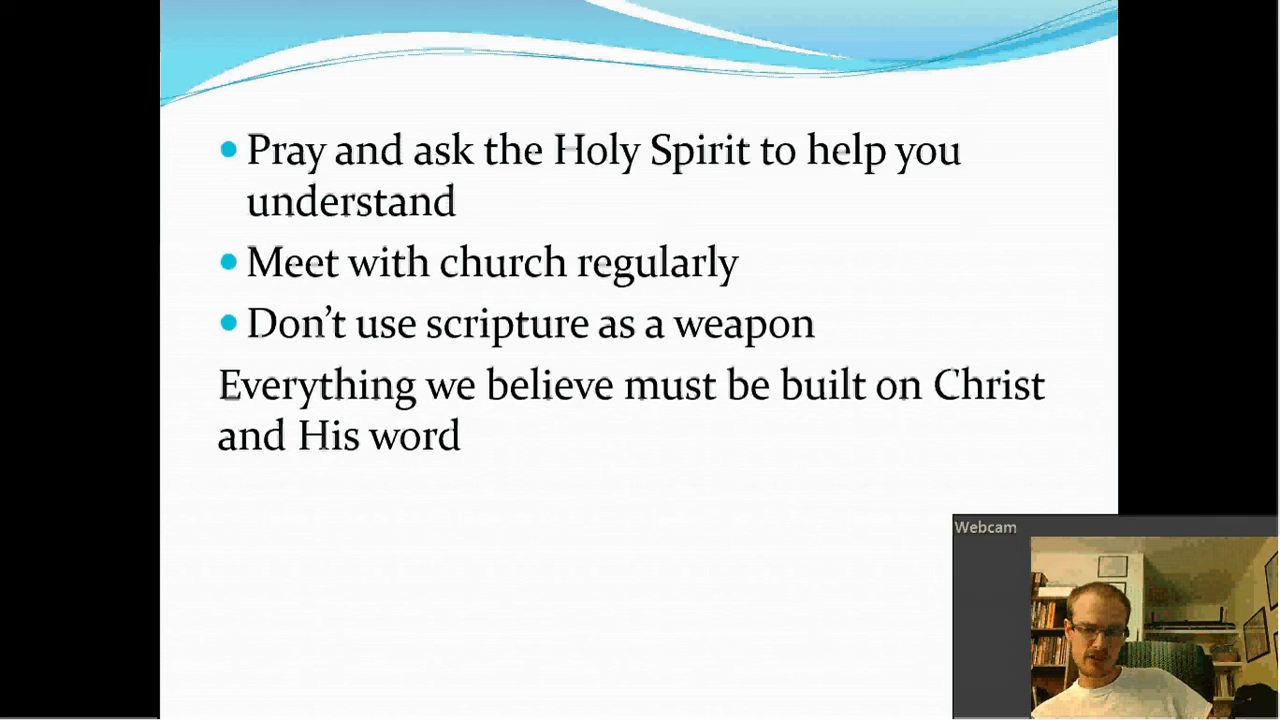 Pray and ask the Holy Spirit to help you
understand
Meet with church regularly
Don't use scripture as a weapon
Everything we believe must be built on Christ
and His word
Webcam